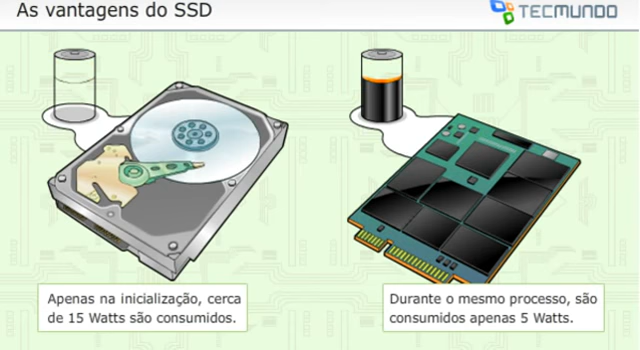 As vantagens do SSD
TECMUNDO
Apenas na inicialização, cerca
de 15 Watts são consumidos.
Durante o mesmo processo, são
consumidos apenas 5 Watts.